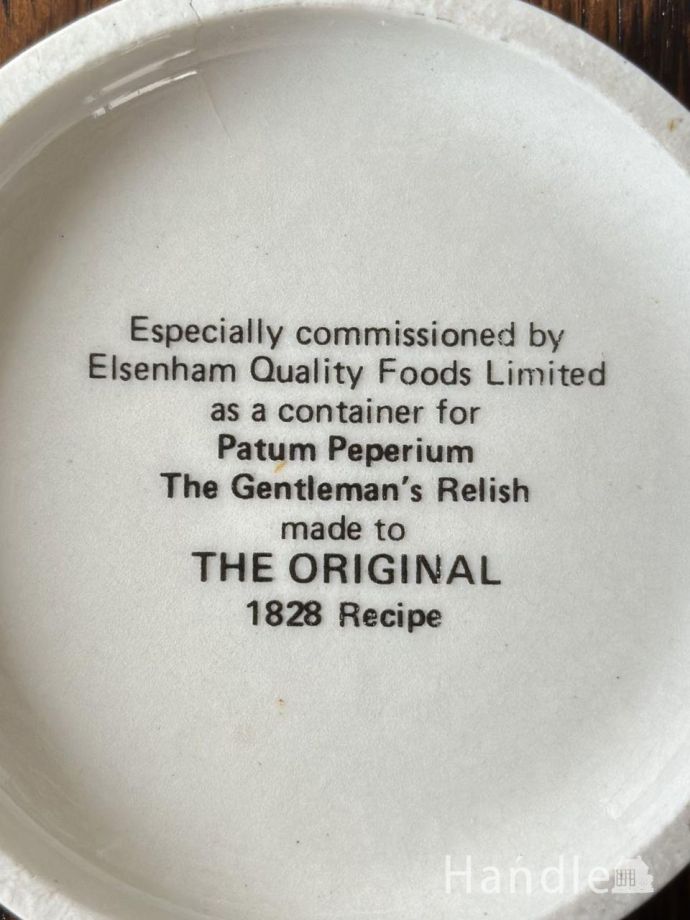 Especially commissioned by
Elsenham Quality Foods Limited
as a container for
Patum Peperium
The Gentleman's Relish
made to
THE ORIGINAL
1828 Recipe
Handle